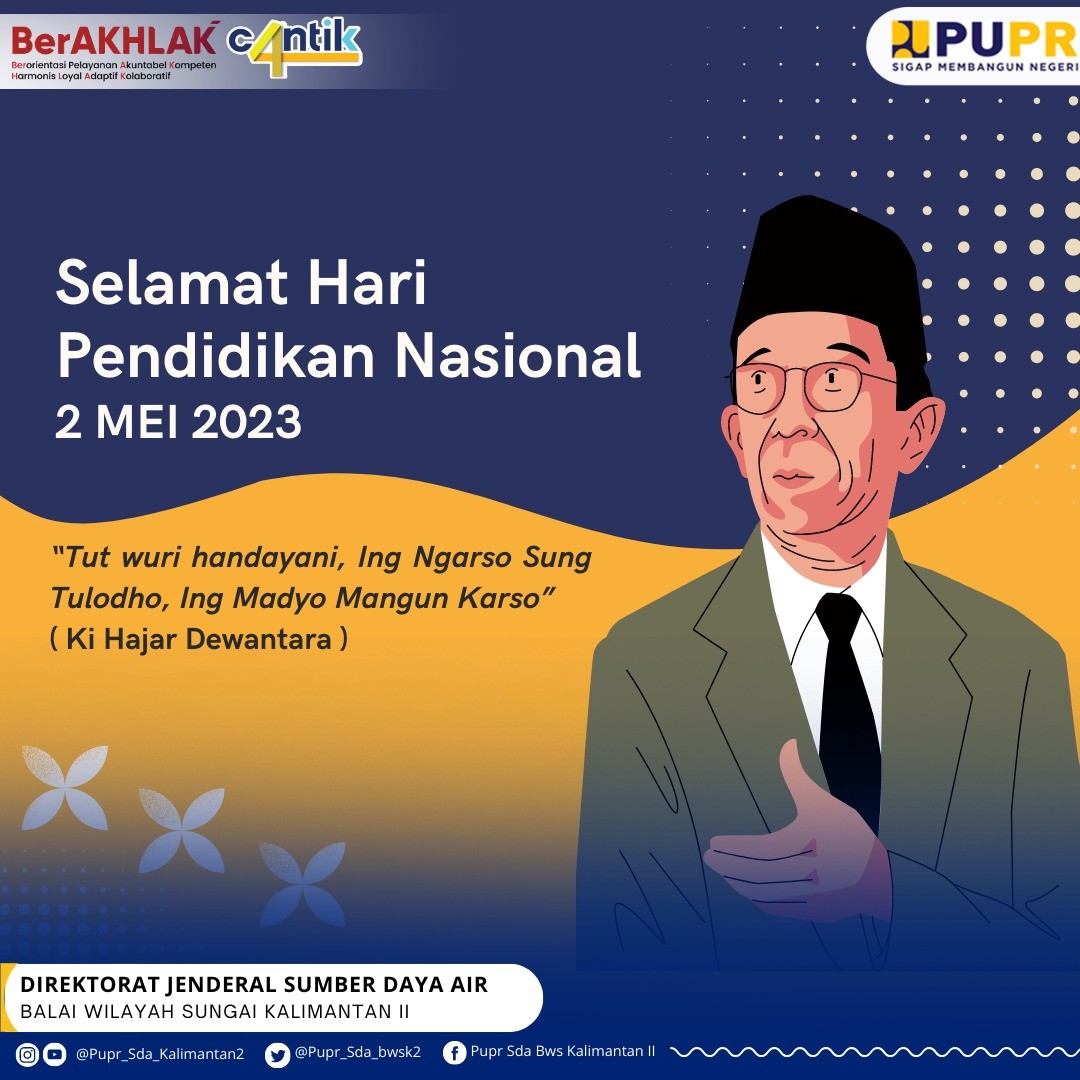 BerAKHLAK
Berorientasi Pelayanan Akuntabel Kompeten
Harmonis Loyal Adaptif Kolaboratif
c4ntik
PUPR
SIGAP MEMBANGUN NEGERI
Selamat Hari
Pendidikan Nasional
2 MEI 2023
“Tut wuri handayani, Ing Ngarso Sung
Tulodho, Ing Madyo Mangun Karso”
( Ki Hajar Dewantara )
DIREKTORAT JENDERAL SUMBER DAYA AIR
BALAI WILAYAH SUNGAI KALIMANTAN II
@Pupr_Sda_Kalimantan2 @Pupr_Sda_bwsk2 Pupr Sda Bws Kalimantan II